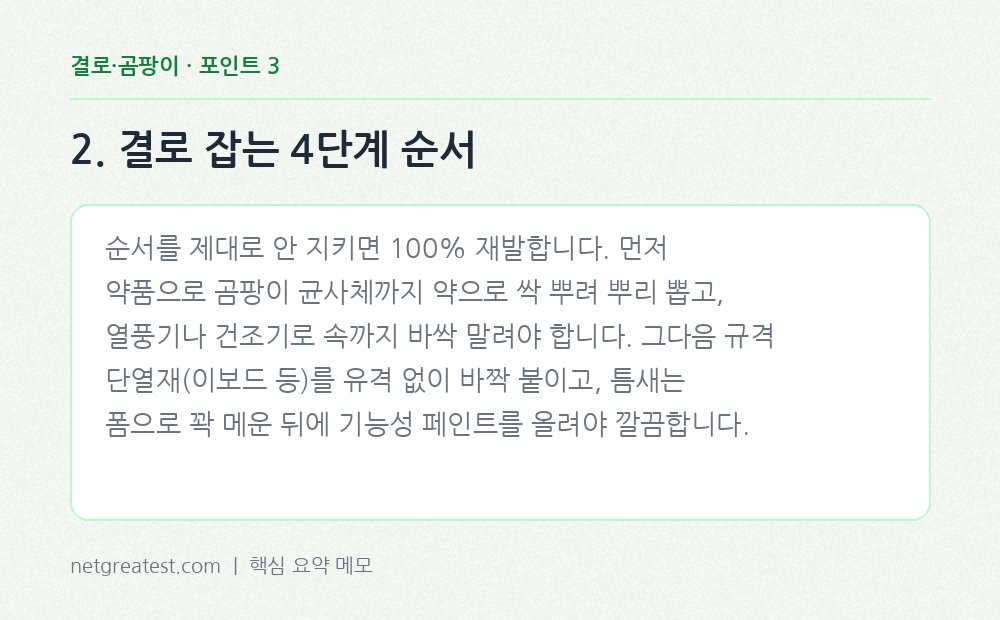 결로·곰팡이 · 포인트 3
2. 결로 잡는 4단계 순서
순서를 제대로 안 지키면 100% 재발합니다. 먼저
약품으로 곰팡이 균사체까지 약으로 싹 뿌려 뿌리 뽑고,
열풍기나 건조기로 속까지 바싹 말려야 합니다. 그다음 규격
단열재(이보드 등)를 유격 없이 바짝 붙이고, 틈새는
폼으로 꽉 메운 뒤에 기능성 페인트를 올려야 깔끔합니다.
netgreatest.com | 핵심 요약 메모